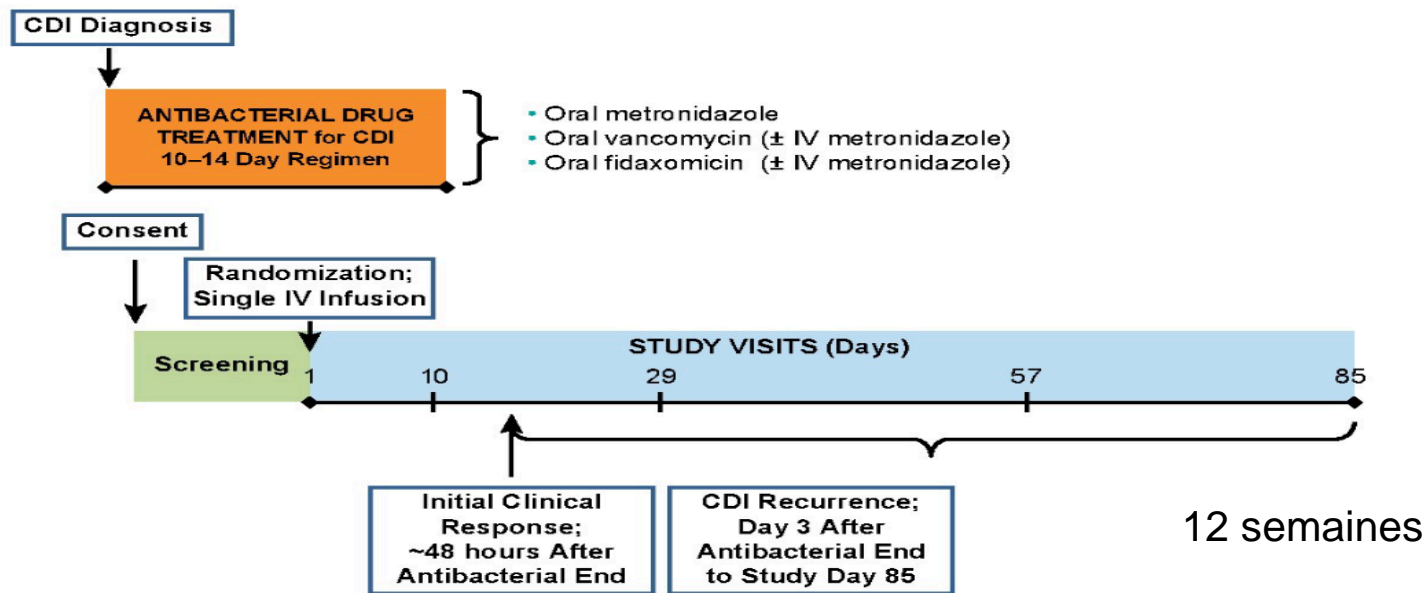 CDI Diagnosis
ANTIBACTERIAL DRUG
TREATMENT for CDI
10–14 Day Regimen
• Oral metronidazole
• Oral vancomycin (± IV metronidazole)
• Oral fidaxomicin (± IV metronidazole)
Consent
Randomization;
Single IV Infusion
Screening
STUDY VISITS (Days)
1 10 29 57 85
Initial Clinical
Response;
~48 hours After
Antibacterial End
CDI Recurrence;
Day 3 After
Antibacterial End
to Study Day 85
12 semaines